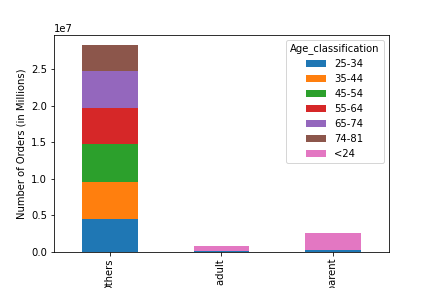 1e7
Number of Orders (in Millions)
2.5
2.0
1.5
1.0
0.5
0.0
Age_classification
25-34
35-44
45-54
55-64
65-74
74-81
<24
adult
parent